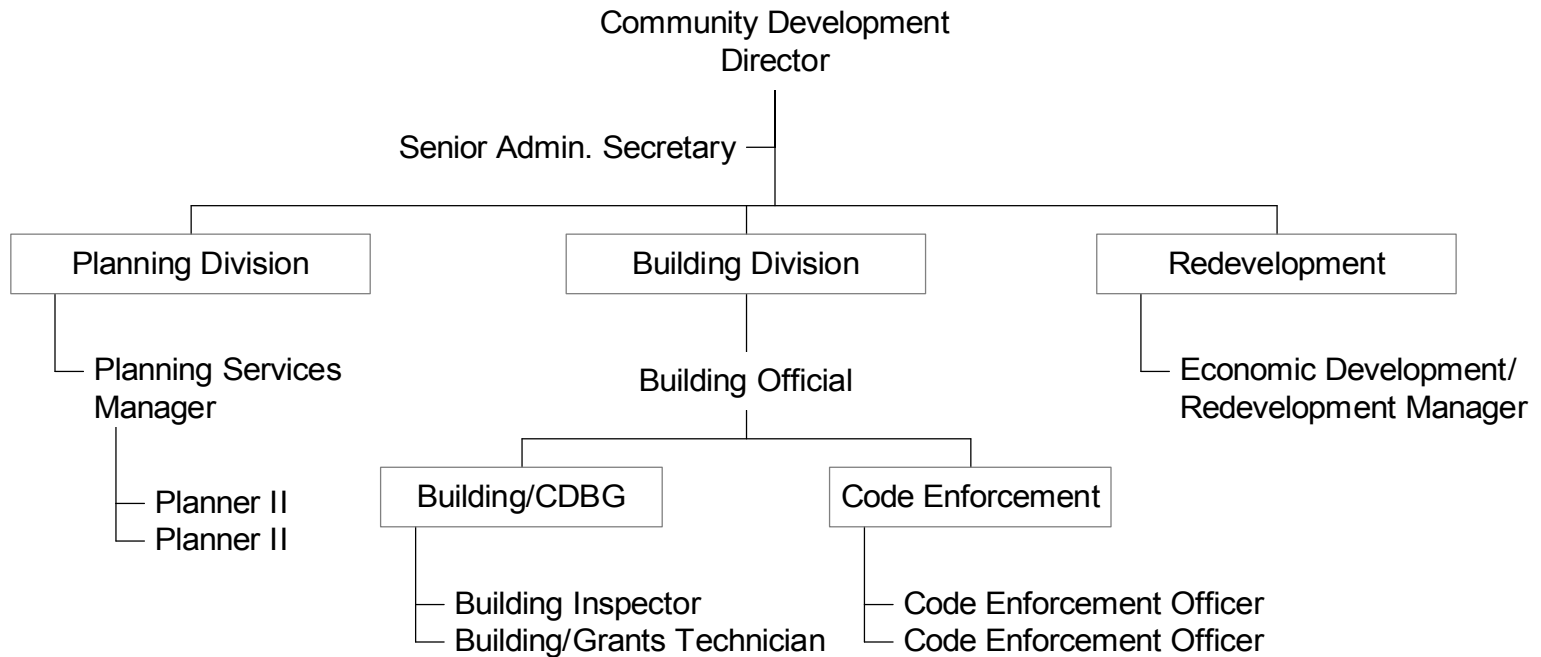 Community Development
Director
Senior Admin. Secretary
Planning Division
Building Division
Redevelopment
Planning Services
Manager
Building Official
Economic Development/
Redevelopment Manager
Planner II
Planner II
Building/CDBG
Code Enforcement
Building Inspector
Building/Grants Technician
Code Enforcement Officer
Code Enforcement Officer